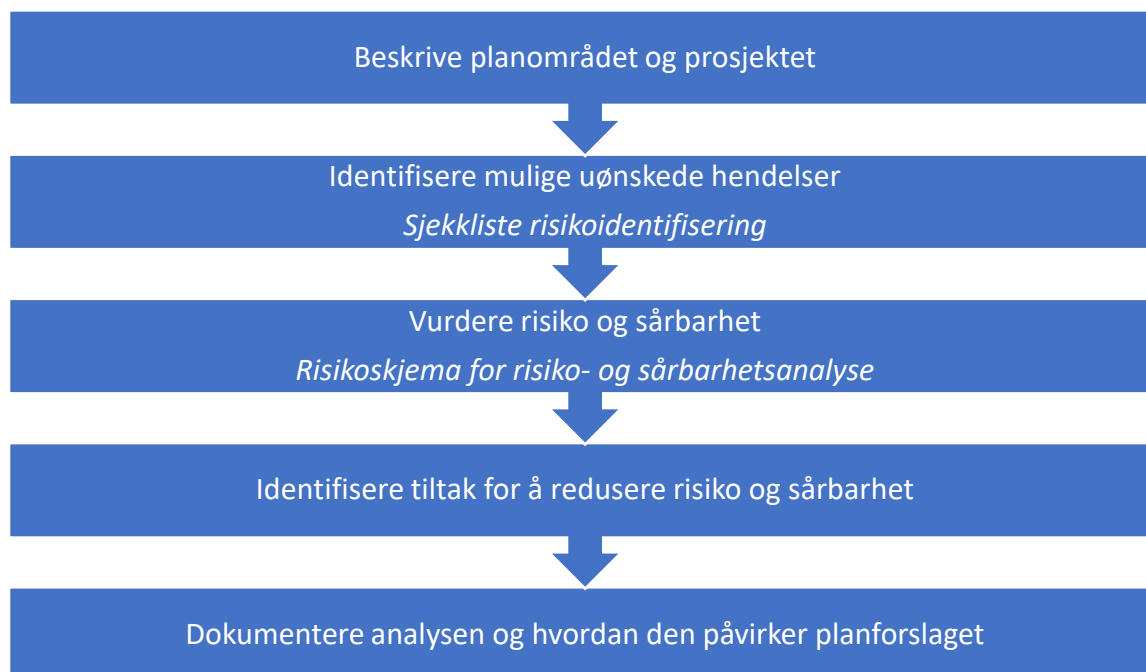 Beskrive planområdet og prosjektet
Identifisere mulige uønskede hendelser
Sjekkliste risikoidentifisering
Vurdere risiko og sårbarhet
Risikoskjema for risiko- og sårbarhetsanalyse
Identifisere tiltak for å redusere risiko og sårbarhet
Dokumentere analysen og hvordan den påvirker planforslaget